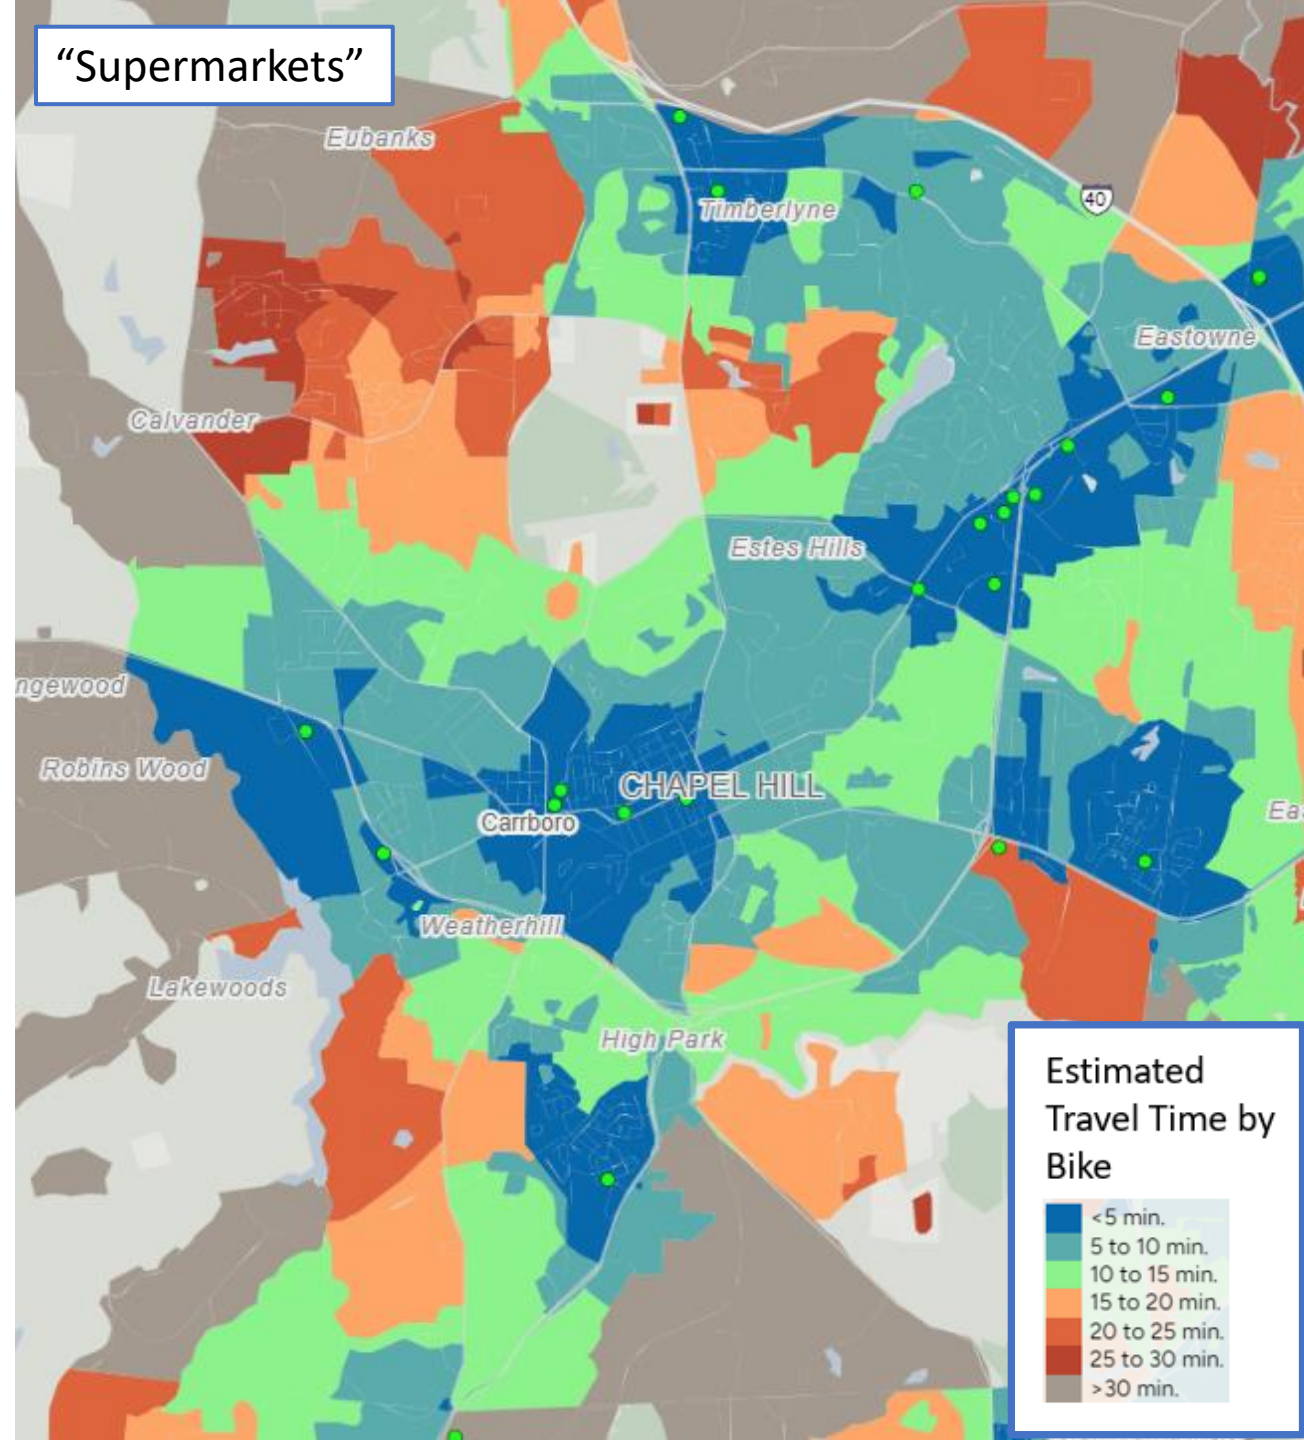 “Supermarkets”
Eubanks
Timberlyne
40
Eastowne
Calvander
Estes Hills
ngewood
Robins Wood
CHAPEL HILL
Carrboro
Ea
Weatherhill
Lakewoods
High Park
Estimated
Travel Time by
Bike
<5 min.
5 to 10 min.
10 to 15 min.
15 to 20 min.
20 to 25 min.
25 to 30 min.
>30 min.